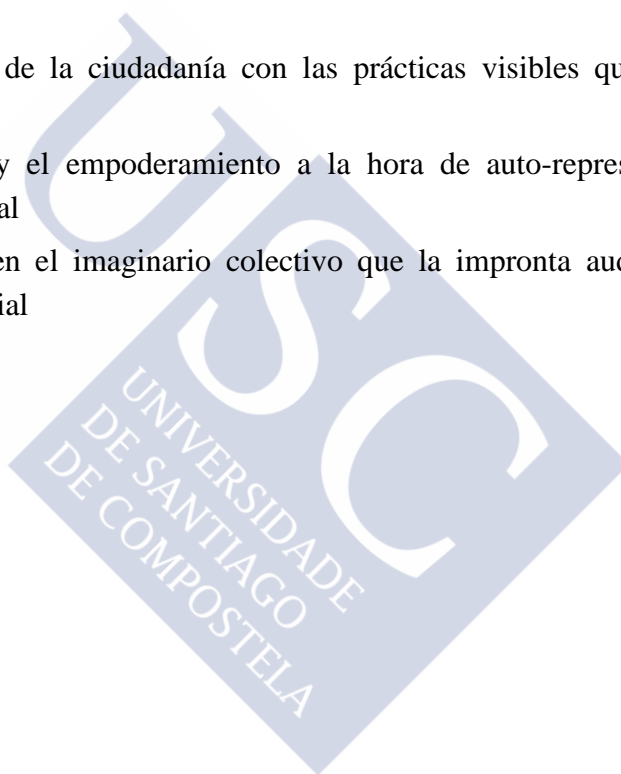 de la ciudadanía con las prácticas visibles qu
y el empoderamiento a la hora de auto-repres
al
en el imaginario colectivo que la impronta aud
ial
USC
UNIVERSIDADE
DE SANTIAGO
DE COMPOSTELA